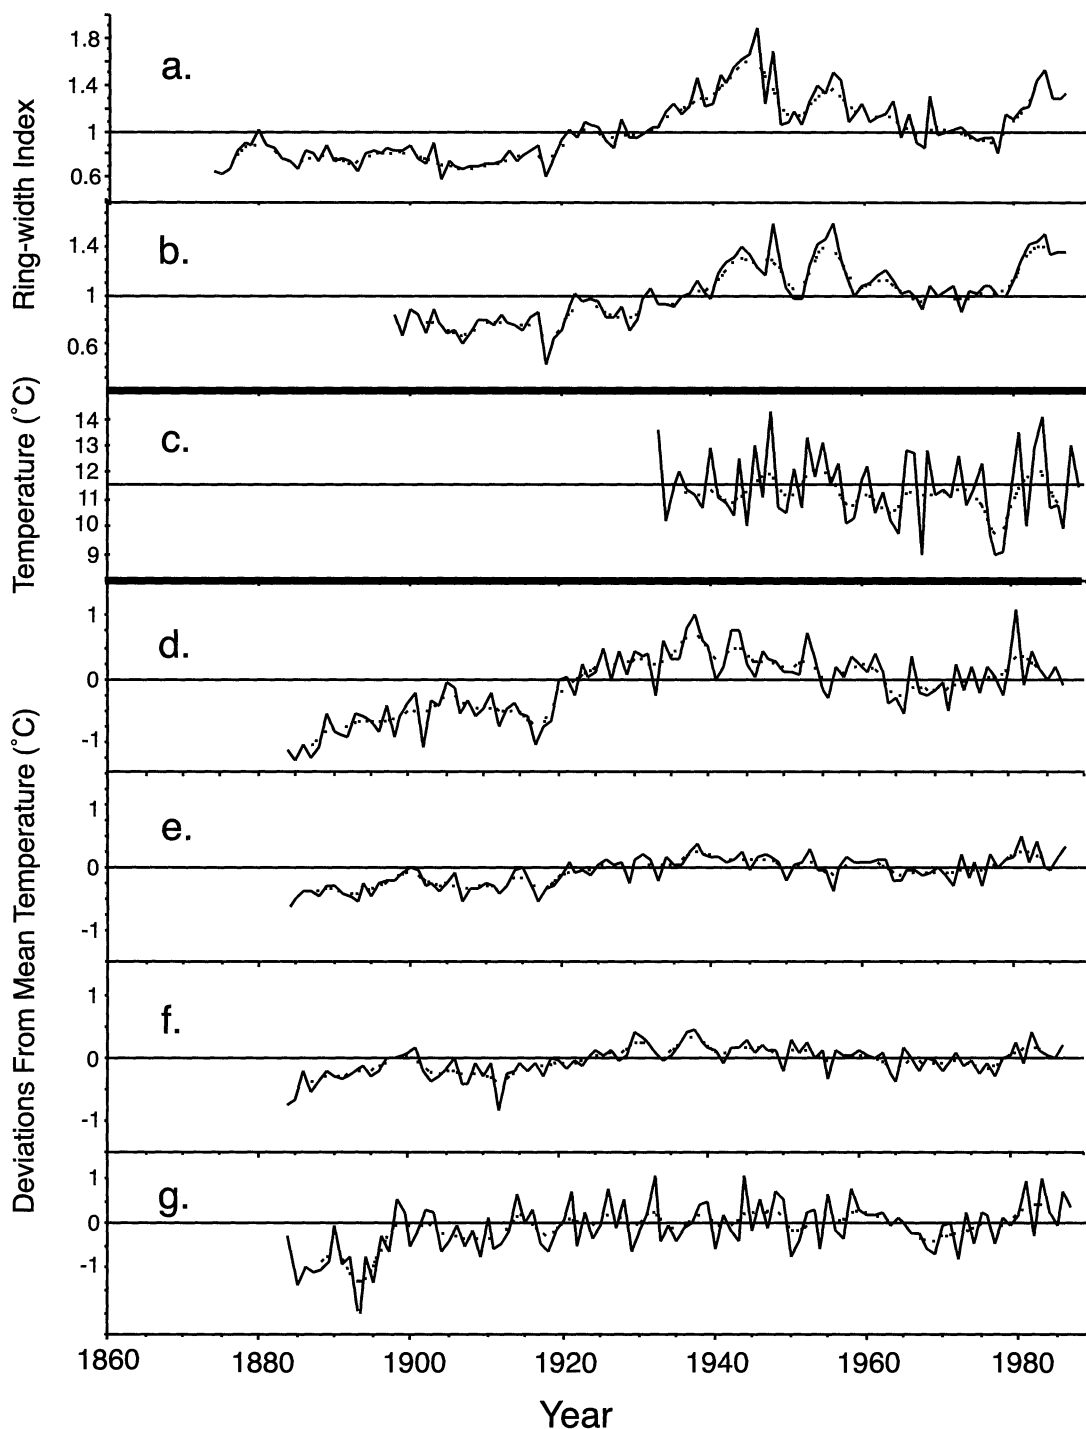 Ring-width Index
1.8
1.4
1
0.6
a.
1.4
1
0.6
b.
Temperature (˚C)
14
13
12
11
10
9
c.
Deviations From Mean Temperature (˚C)
1
0
-1
d.
1
0
-1
e.
1
0
-1
f.
1
0
-1
g.
1860 1880 1900 1920 1940 1960 1980
Year